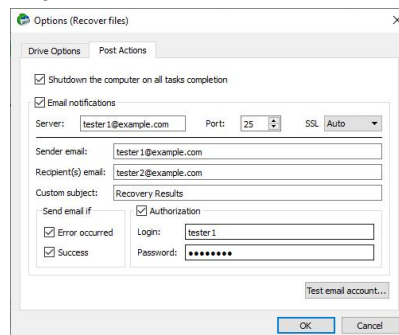 Options (Recover files)
Drive Options Post Actions
Shutdown the computer on all tasks completion
Email notifications
Server: tester1@example.com Port: 25 SSL Auto
Sender email: tester1@example.com
Recipient(s) email: tester2@example.com
Custom subject: Recovery Results
Send email if Authorization
Error occurred Login: tester1
Success Password: ●●●●●●●●
Test email account...
OK Cancel